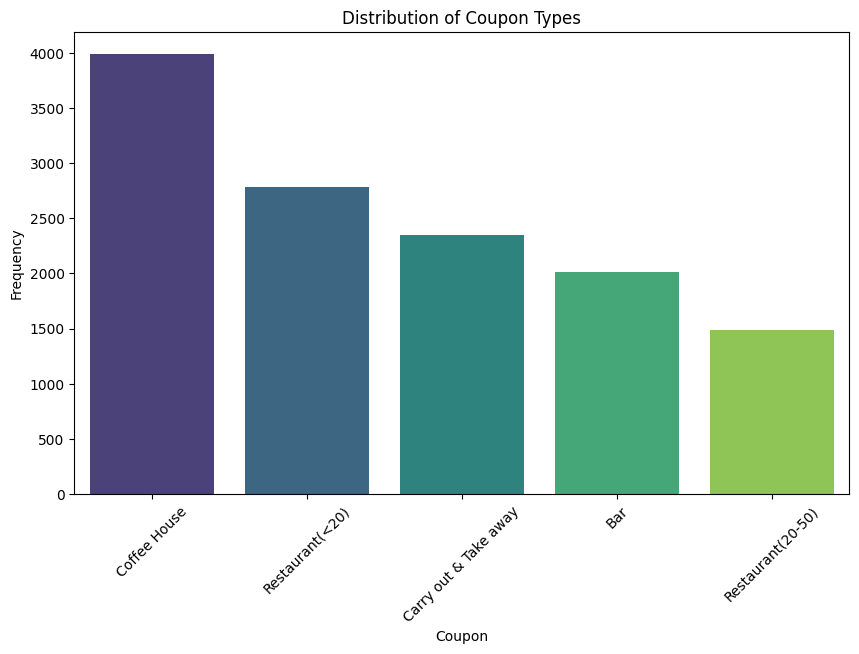 Distribution of Coupon Types
4000
3500
3000
2500
2000
1500
1000
500
0
Frequency
Coffee House
Restaurant(<20)
Carry out & Take away
Bar
Restaurant(20-50)
Coupon